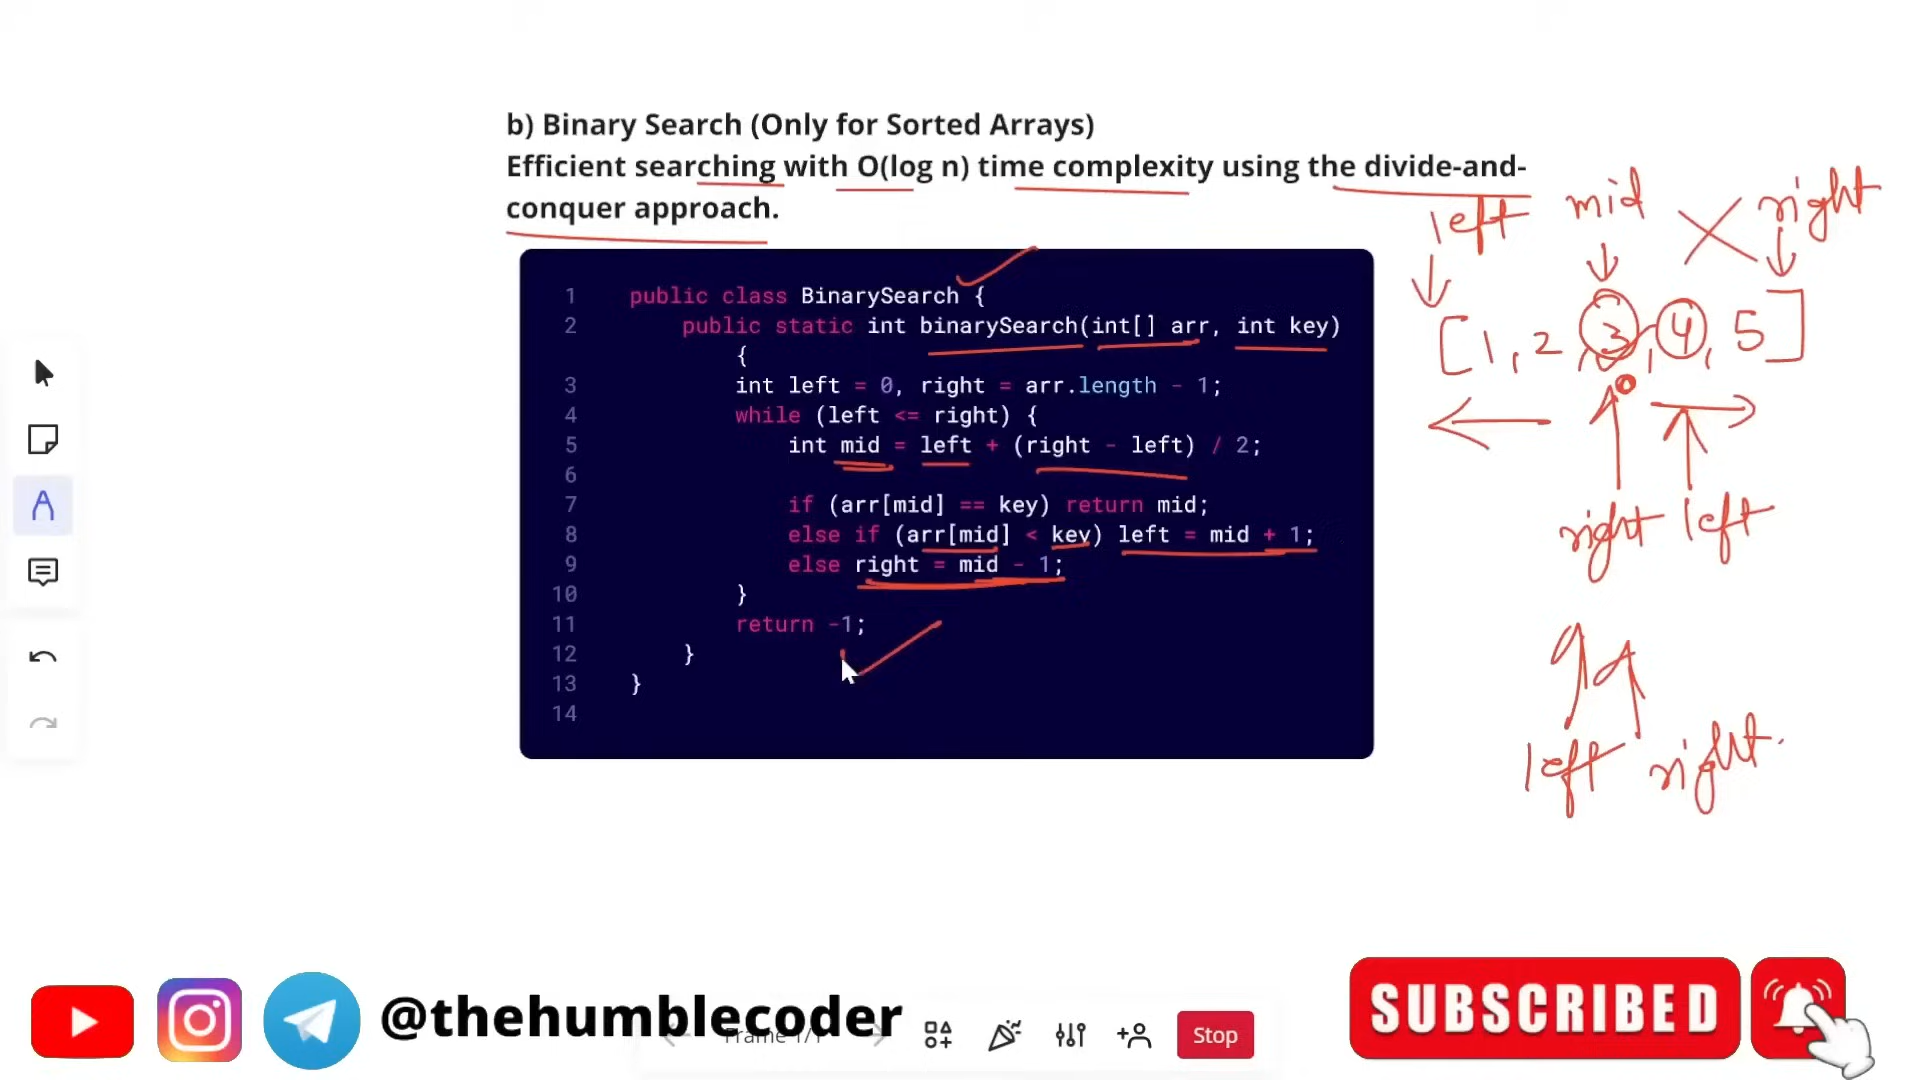 b) Binary Search (Only for Sorted Arrays)
Efficient searching with O(log n) time complexity using the divide-and-
conquer approach.
1 public class BinarySearch {
2 public static int binarySearch(int[] arr, int key)
{
3 int left = 0, right = arr.length - 1;
4 while (left <= right) {
5 int mid = left + (right - left) / 2;
6
7 if (arr[mid] == key) return mid;
8 else if (arr[mid] < key) left = mid + 1;
9 else right = mid - 1;
10 }
11 return -1;
12 }
13 }
14
left mid right
[1, 2, 3, 4, 5]
right left
left right
@thehumblecoder
Frame 1/1
Stop
SUBSCRIBED